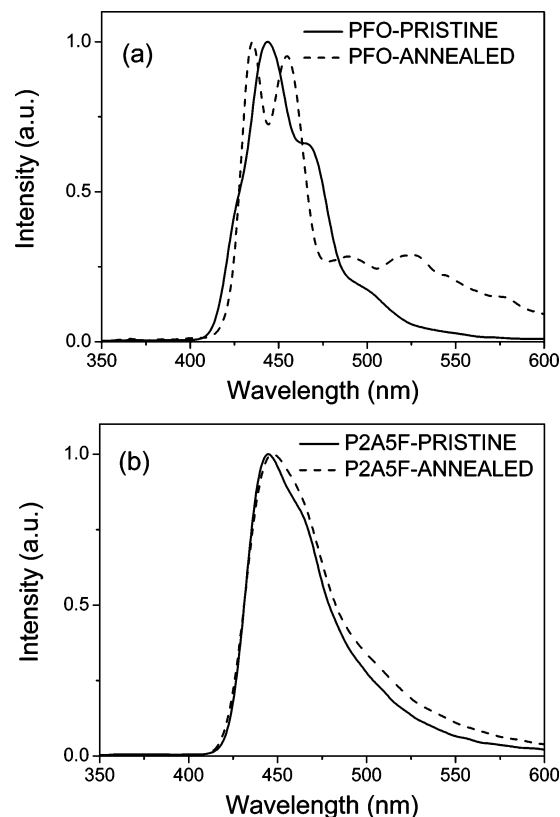 (a)
PFO-PRISTINE
PFO-ANNEALED
Intensity (a.u.)
1.0
0.5
0.0
350 400 450 500 550 600
Wavelength (nm)
(b)
P2A5F-PRISTINE
P2A5F-ANNEALED
Intensity (a.u.)
1.0
0.5
0.0
350 400 450 500 550 600
Wavelength (nm)